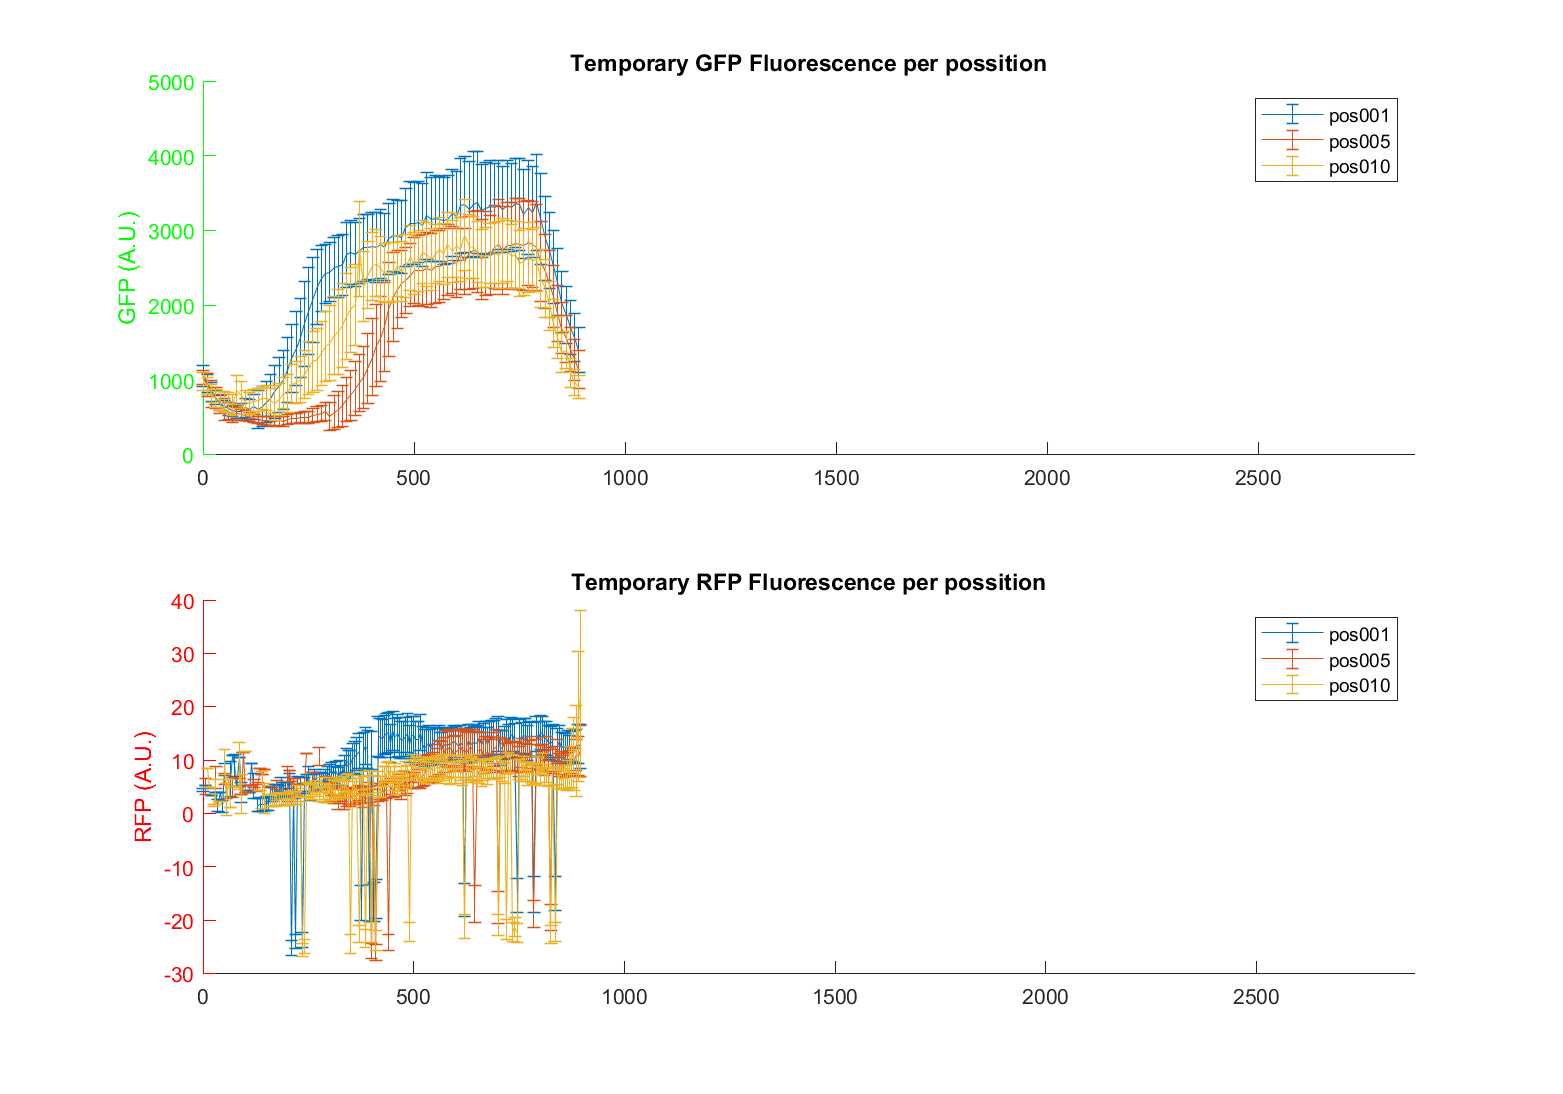 Temporary GFP Fluorescence per possition
GFP (A.U.)
5000
4000
3000
2000
1000
0
0 500 1000 1500 2000 2500
pos001
pos005
pos010
Temporary RFP Fluorescence per possition
RFP (A.U.)
40
30
20
10
0
-10
-20
-30
0 500 1000 1500 2000 2500
pos001
pos005
pos010